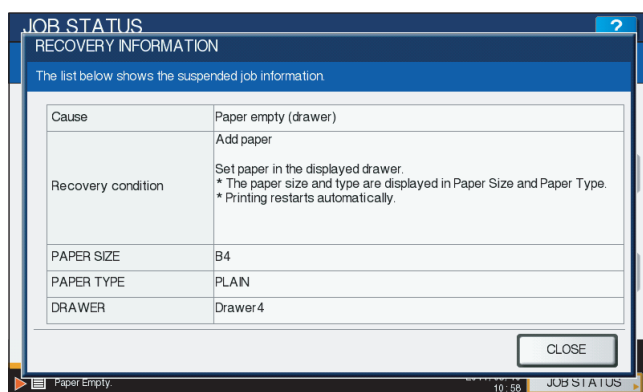 JOB STATUS
?
RECOVERY INFORMATION
The list below shows the suspended job information.
Cause
Paper empty (drawer)
Recovery condition
Add paper
Set paper in the displayed drawer.
* The paper size and type are displayed in Paper Size and Paper Type.
* Printing restarts automatically.
PAPER SIZE
B4
PAPER TYPE
PLAIN
DRAWER
Drawer4
CLOSE
Paper Empty.
10:58
JOB STATUS